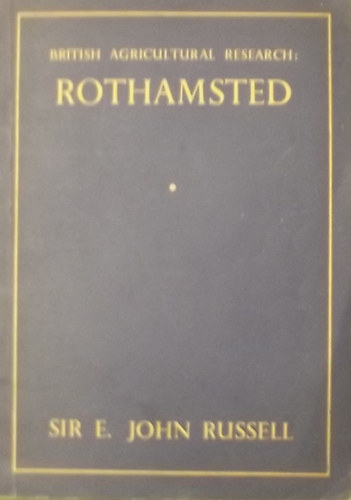 BRITISH AGRICULTURAL RESEARCH:
ROTHAMSTED
SIR E. JOHN RUSSELL